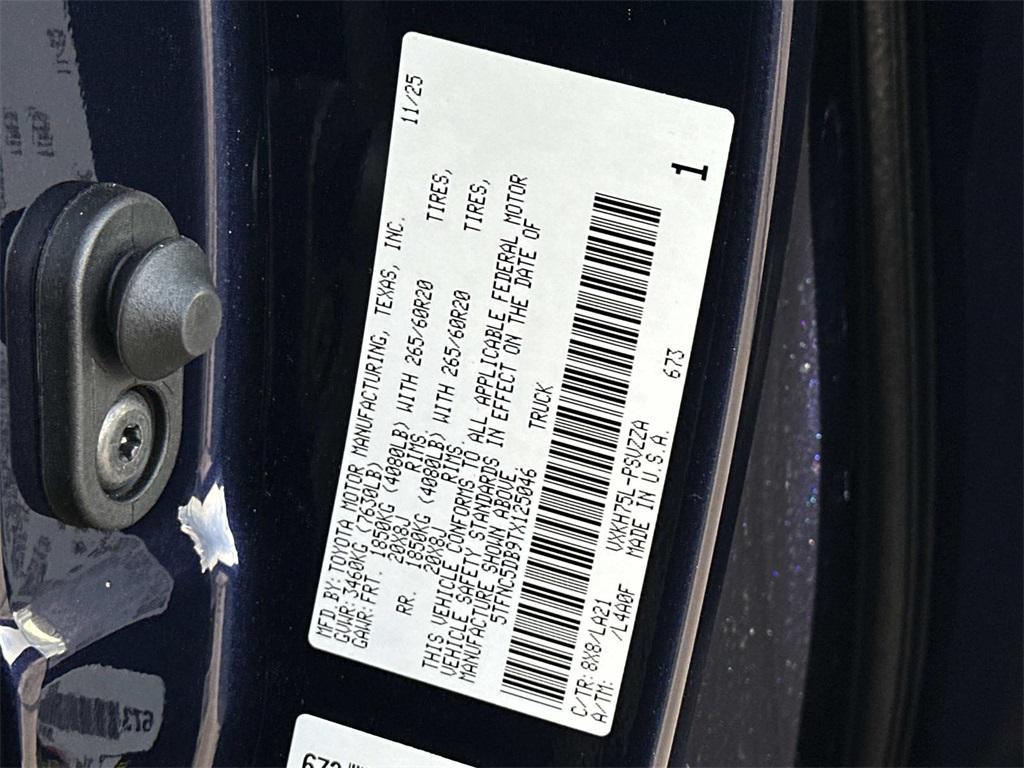 MFD.BY: TOYOTA MOTOR MANUFACTURING, TEXAS, INC. 11/25
GVWR: 3460KG (7630LB)
GAWR: FRT. 1850KG (4080LB) WITH 265/60R20 TIRES,
20X8J RIMS,
RR. 1850KG (4080LB) WITH 265/60R20 TIRES,
20X8J RIMS.
THIS VEHICLE CONFORMS TO ALL APPLICABLE FEDERAL MOTOR
VEHICLE SAFETY STANDARDS IN EFFECT ON THE DATE OF
MANUFACTURE SHOWN ABOVE.
5TFNC5DB9TX125046 TRUCK
1
C/TR: 8X8/LA21 VXKH75L-PSVZZA 673
A/TM: /L4A0F MADE IN U.S.A.
673